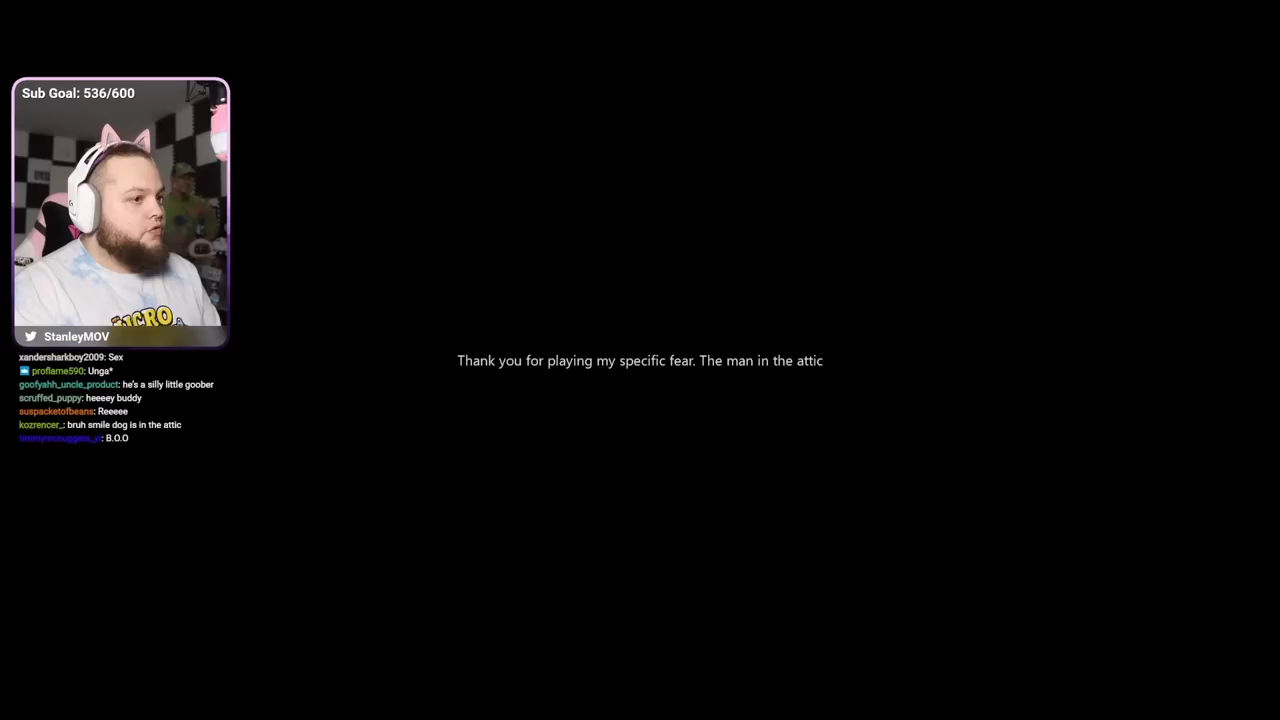 Sub Goal: 536/600
StanleyMOV
xandersharkboy2009: Sex
proflame590: Unga*
goofyahh_uncle_product: he's a silly little goober
scruffed_puppy: heeeey buddy
suspacketofbeans: Reeeee
kozrencer_: bruh smile dog is in the attic
timmymcnuggets_yt: B.O.O
Thank you for playing my specific fear. The man in the attic